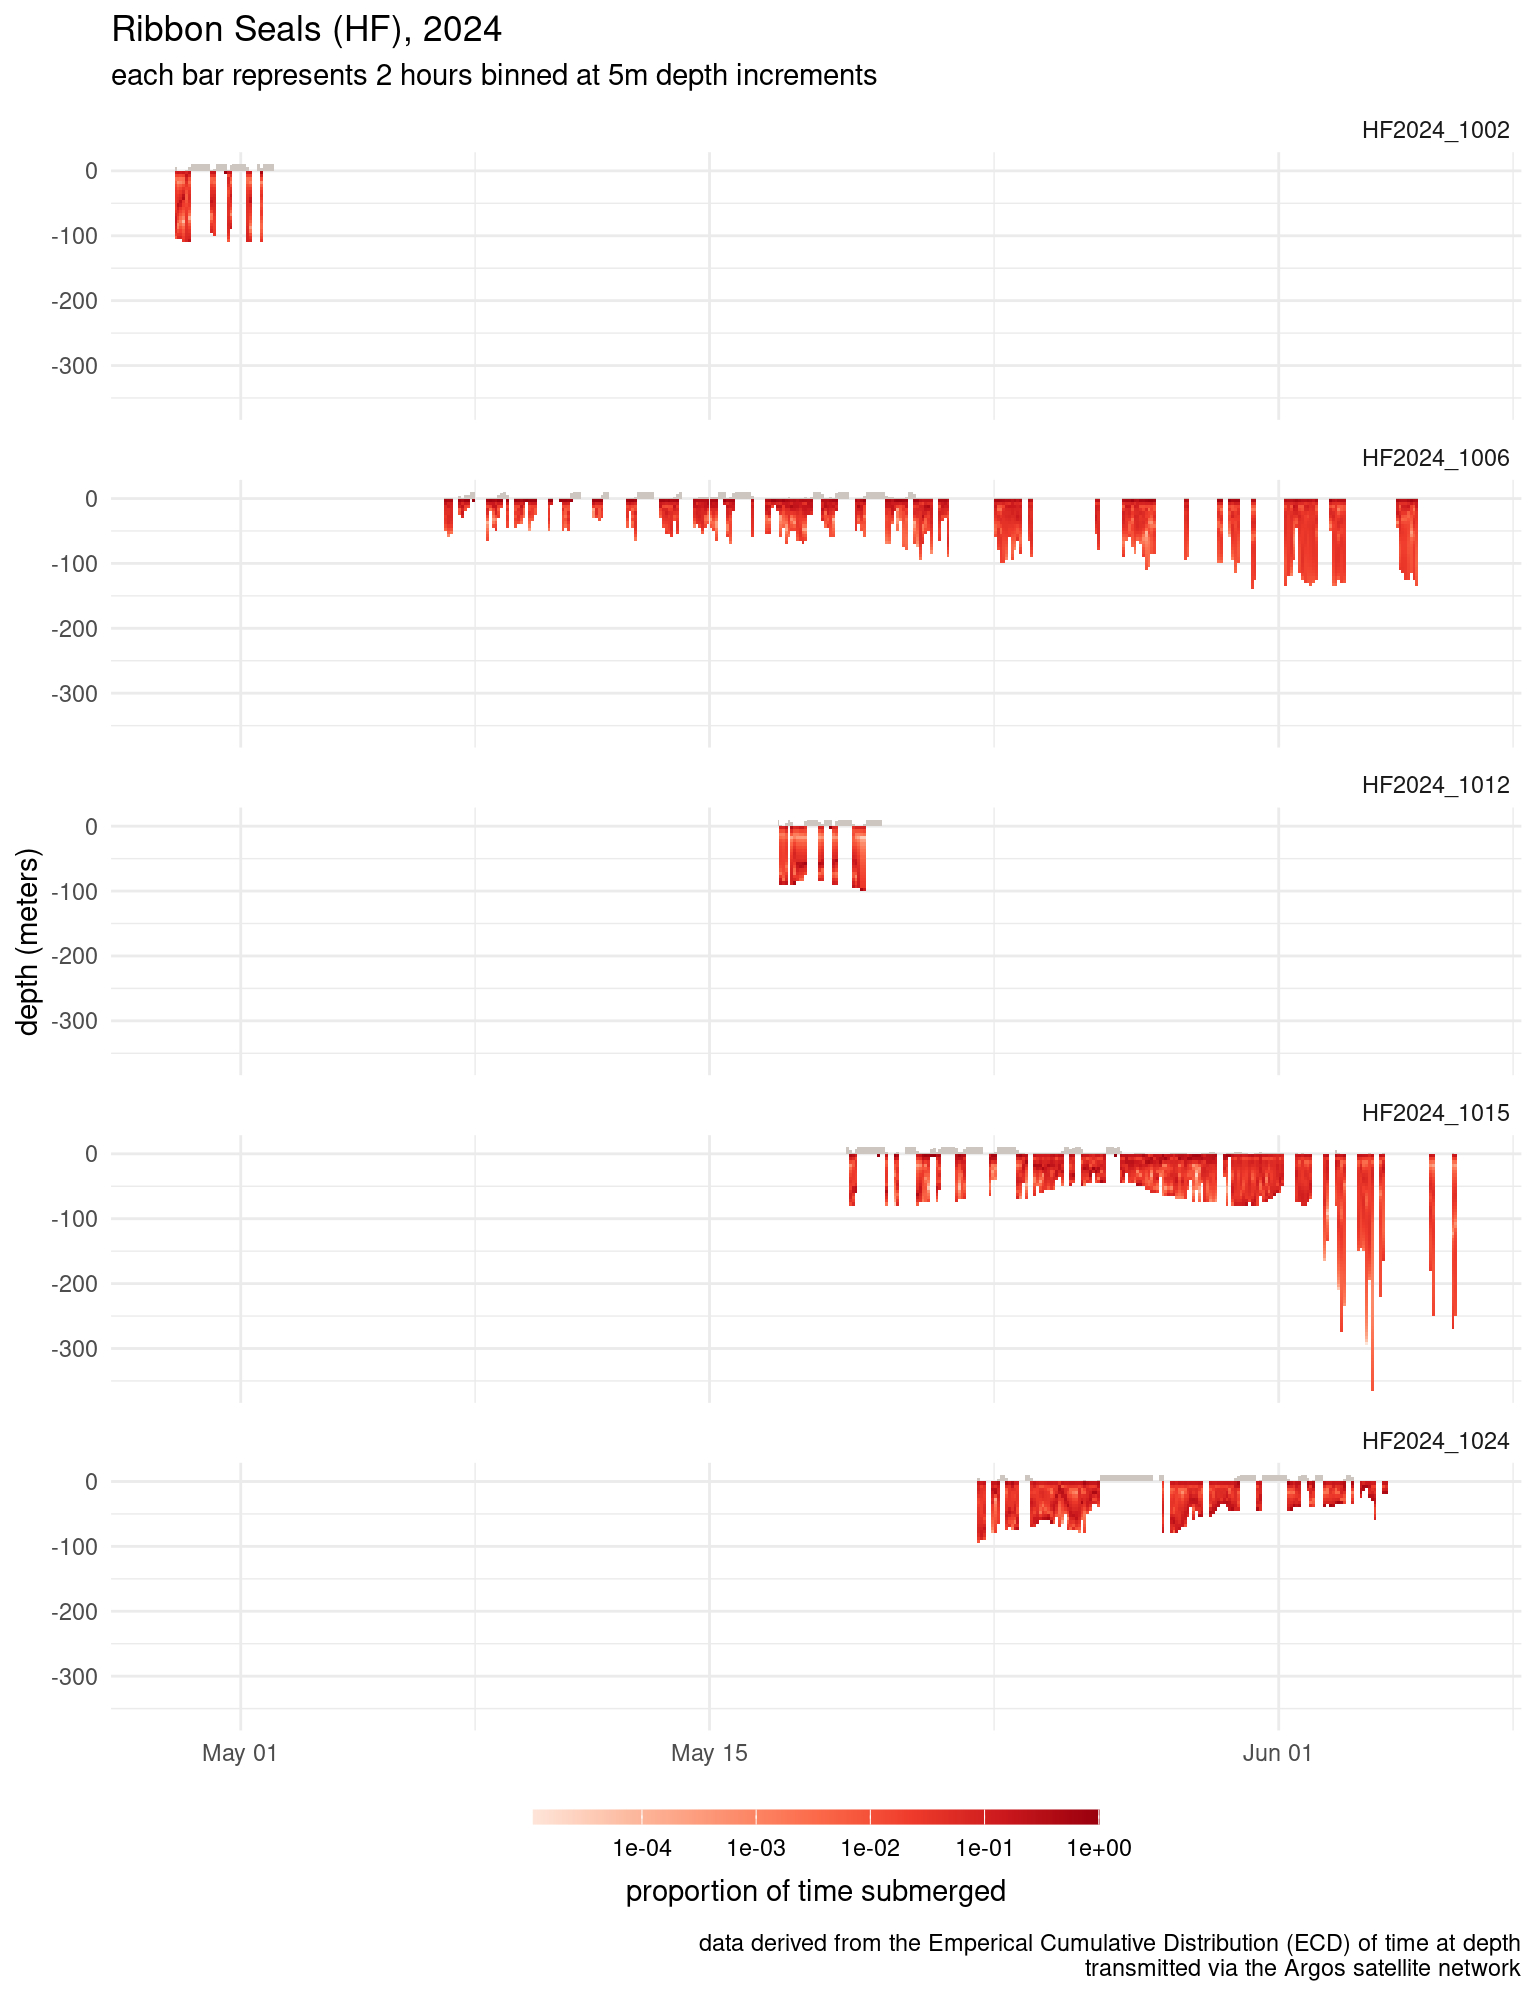 Ribbon Seals (HF), 2024
each bar represents 2 hours binned at 5m depth increments
HF2024_1002
0
-100
-200
-300
HF2024_1006
0
-100
-200
-300
HF2024_1012
0
-100
-200
-300
depth (meters)
HF2024_1015
0
-100
-200
-300
HF2024_1024
0
-100
-200
-300
May 01 May 15 Jun 01
1e-04 1e-03 1e-02 1e-01 1e+00
proportion of time submerged
data derived from the Emperical Cumulative Distribution (ECD) of time at depth
transmitted via the Argos satellite network